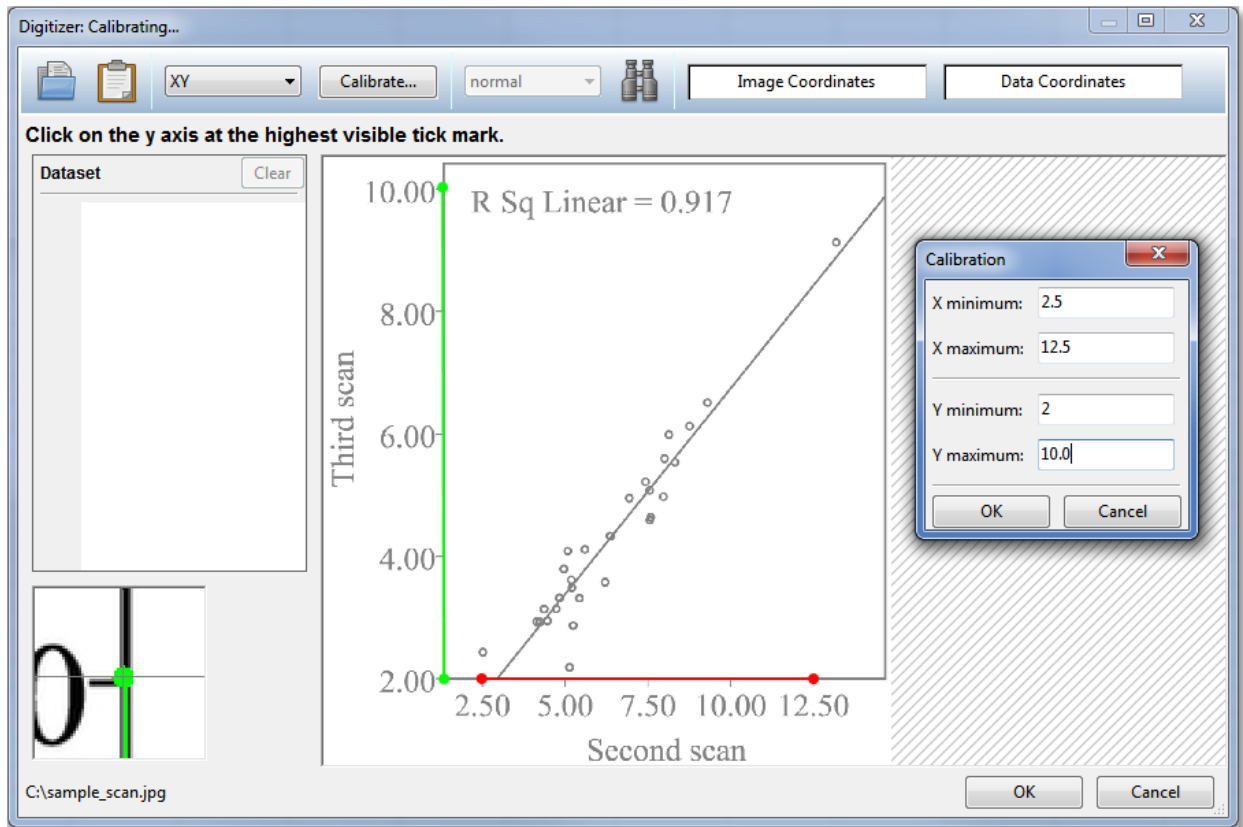 Digitizer: Calibrating...
XY
Calibrate...
normal
Image Coordinates
Data Coordinates
Click on the y axis at the highest visible tick mark.
Dataset
Clear
10.00
R Sq Linear = 0.917
8.00
6.00
4.00
2.00
Third scan
2.50 5.00 7.50 10.00 12.50
Second scan
Calibration
X minimum: 2.5
X maximum: 12.5
Y minimum: 2
Y maximum: 10.0
OK Cancel
0
C:\sample_scan.jpg
OK Cancel